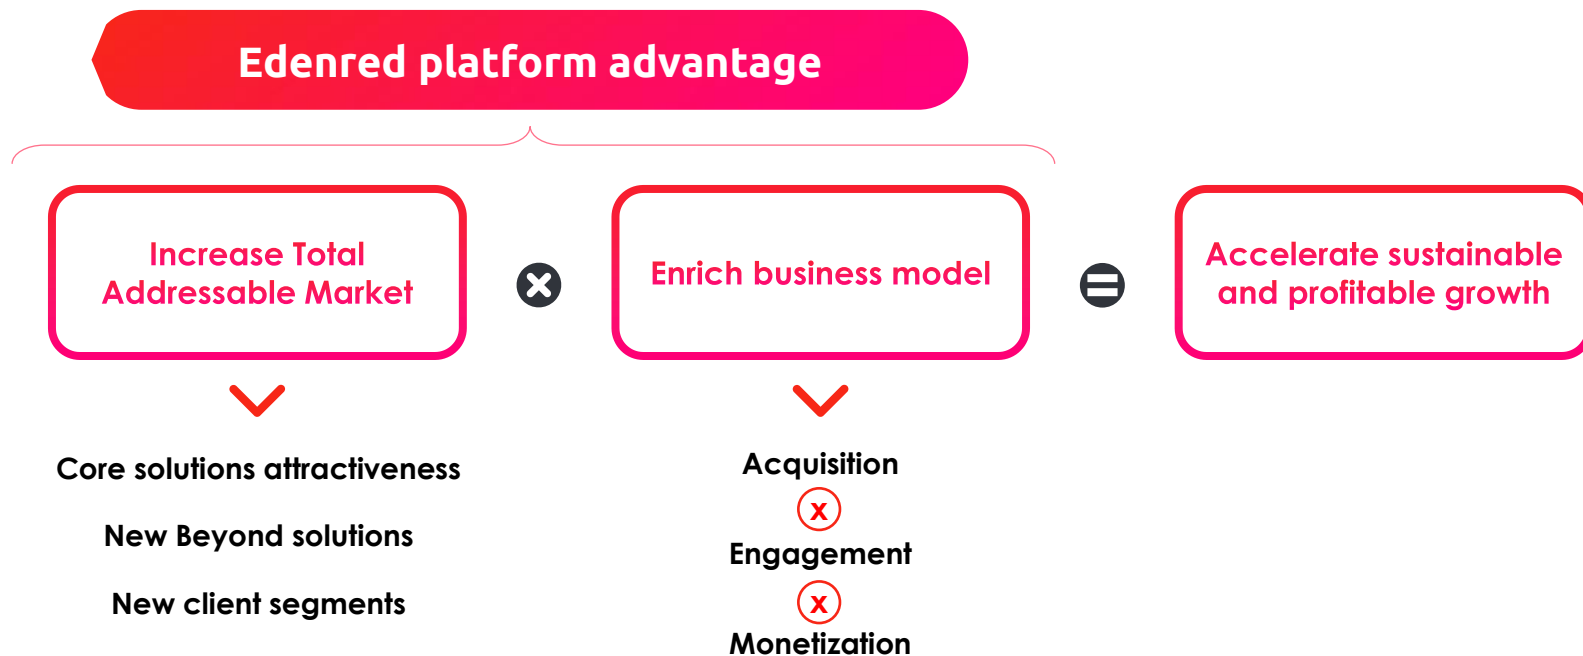 Edenred platform advantage
Increase Total
Addressable Market
Enrich business model
Accelerate sustainable
and profitable growth
Core solutions attractiveness
New Beyond solutions
New client segments
Acquisition
x
Engagement
x
Monetization